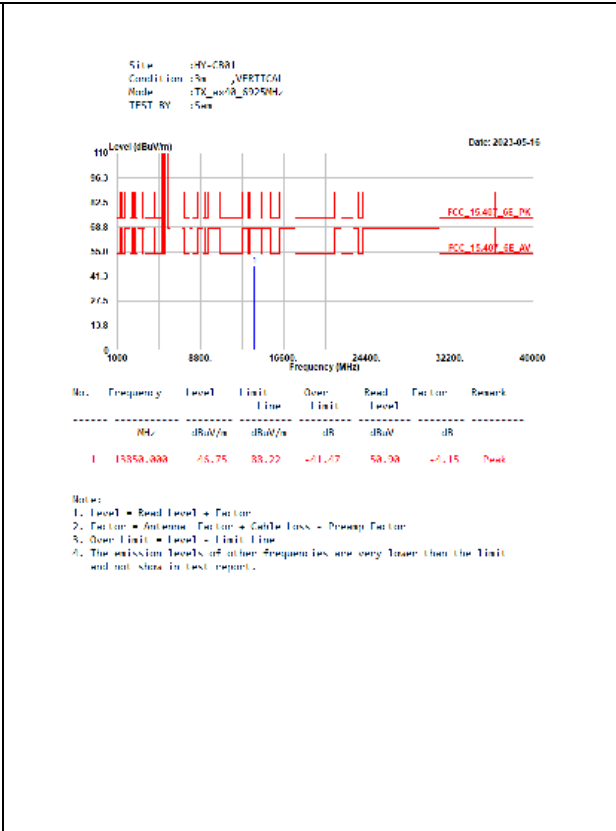 Site :HY-CB01
Condition :3m ,VERTICAL
Mode :TX_ax40_6925MHz
TEST BY :Sam
Level (dBuV/m) Date: 2023-05-16
110
96.3
82.5
68.8
55.0
41.3
27.5
13.8
0
FCC_15.407_6E_PK
FCC_15.407_6E_AV
1
1000 8800. 16600. 24400. 32200. 40000
Frequency (MHz)
No. Frequency Level Limit Over Read Factor Remark
Line Limit Level
MHz dBuV/m dBuV/m dB dBuV dB
1 13850.000 46.75 88.22 -41.47 50.90 -4.15 Peak
Note:
1. Level = Read Level + Factor
2. Factor = Antenna Factor + Cable Loss - Preamp Factor
3. Over Limit = Level - Limit Line
4. The emission levels of other frequencies are very lower than the limit
and not show in test report.